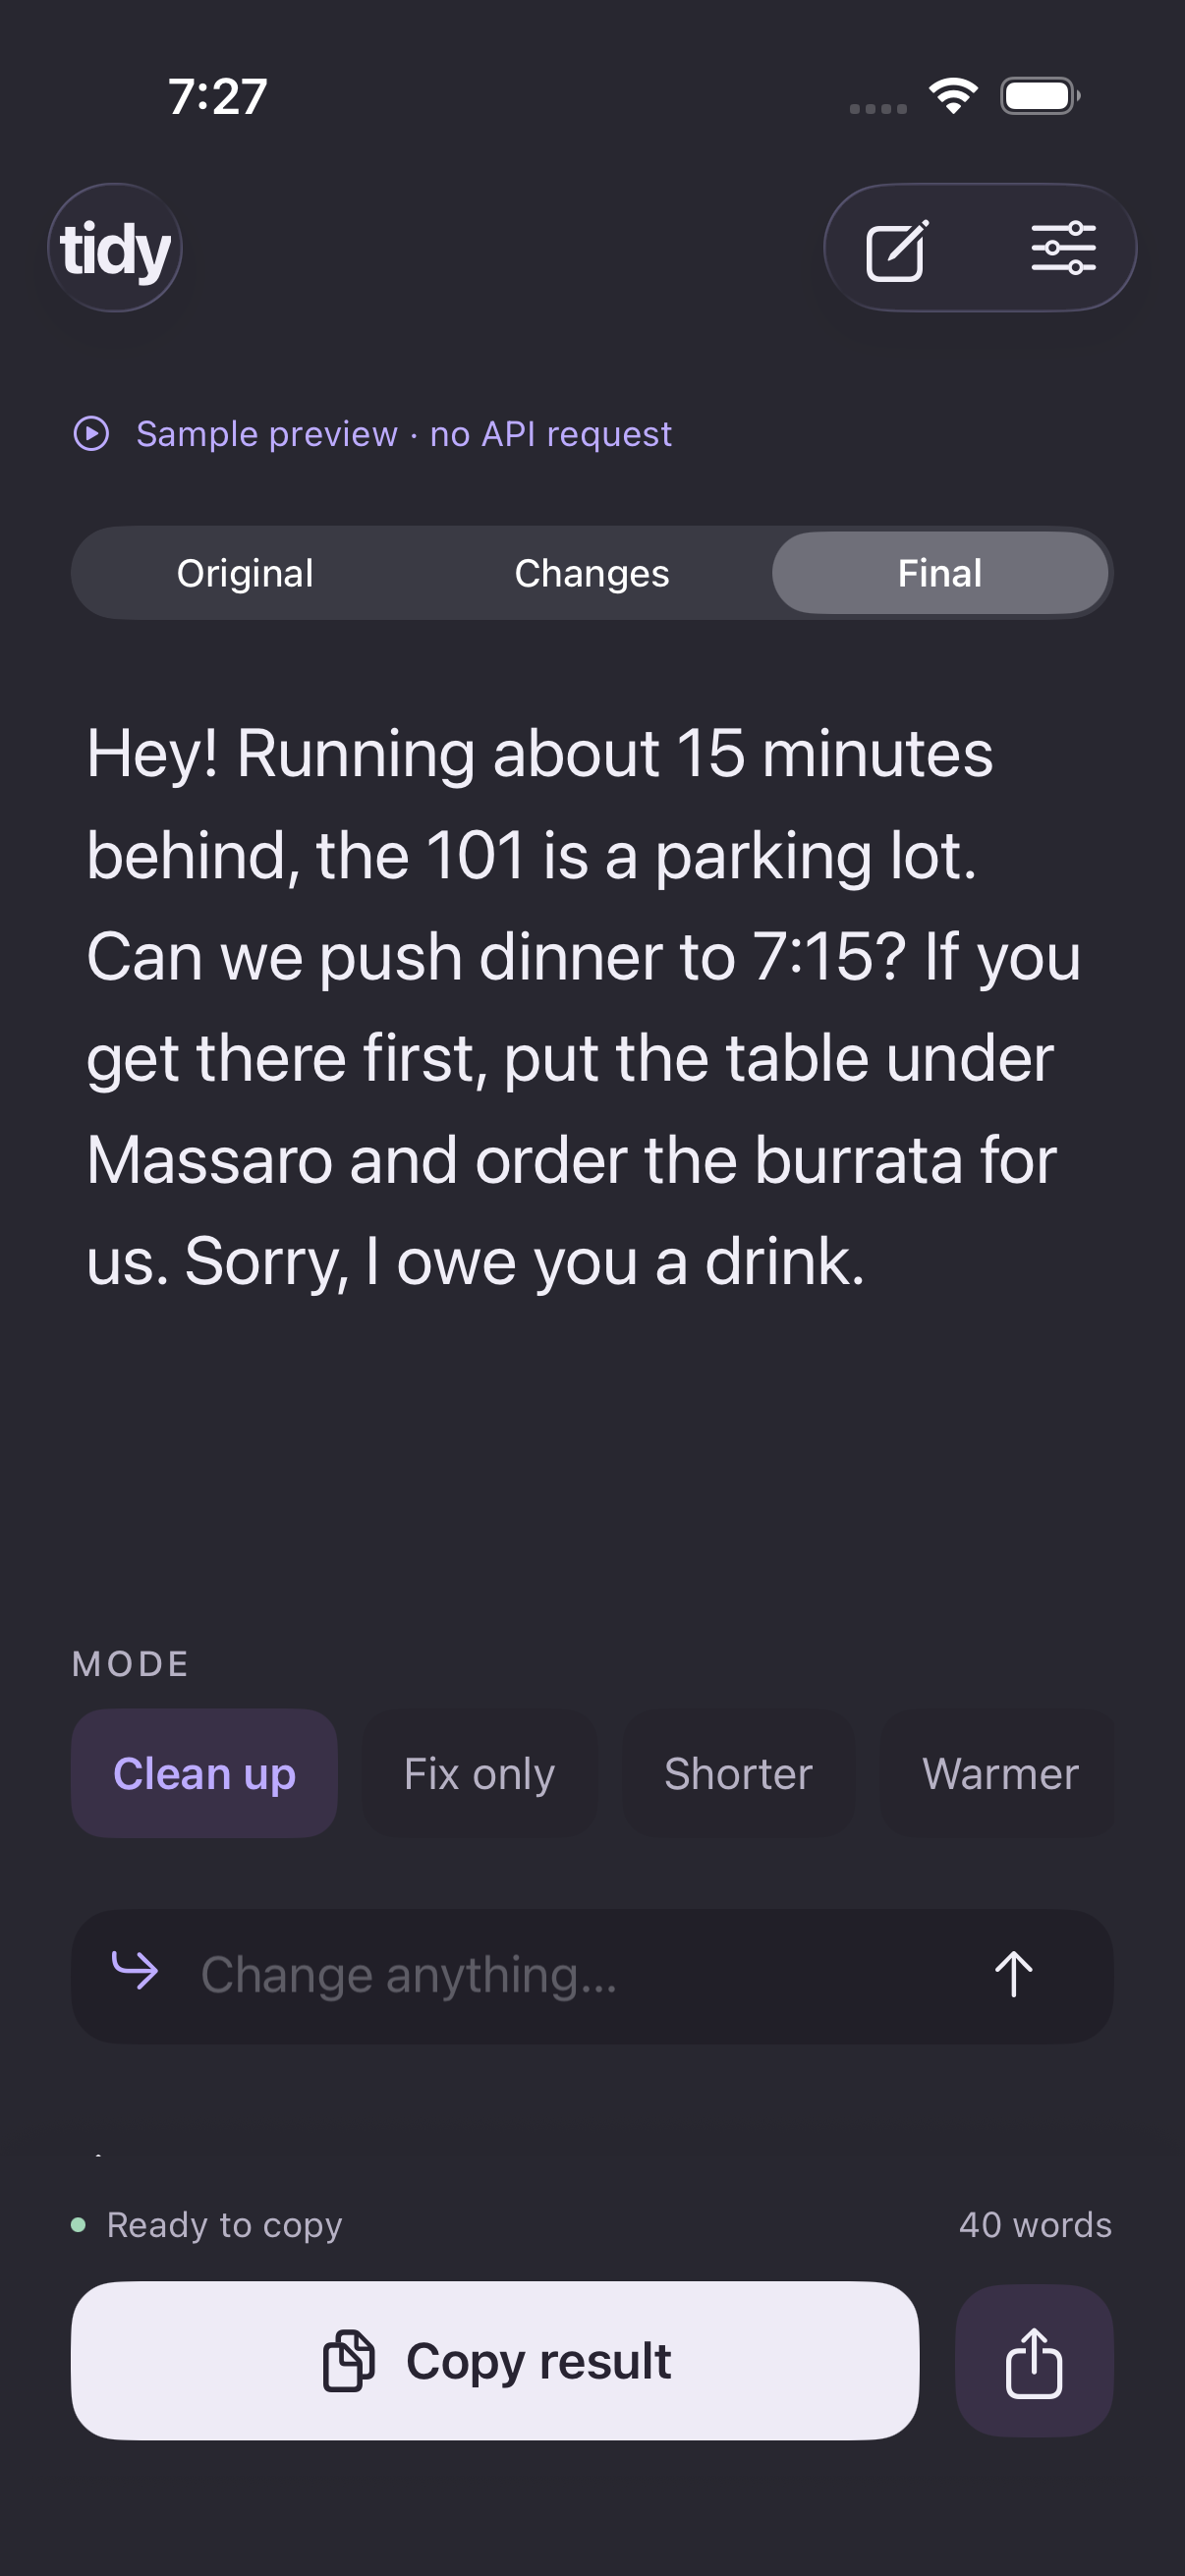 7:27
tidy
Sample preview · no API request
Original Changes Final
Hey! Running about 15 minutes
behind, the 101 is a parking lot.
Can we push dinner to 7:15? If you
get there first, put the table under
Massaro and order the burrata for
us. Sorry, I owe you a drink.
MODE
Clean up Fix only Shorter Warmer
Change anything...
Ready to copy 40 words
Copy result